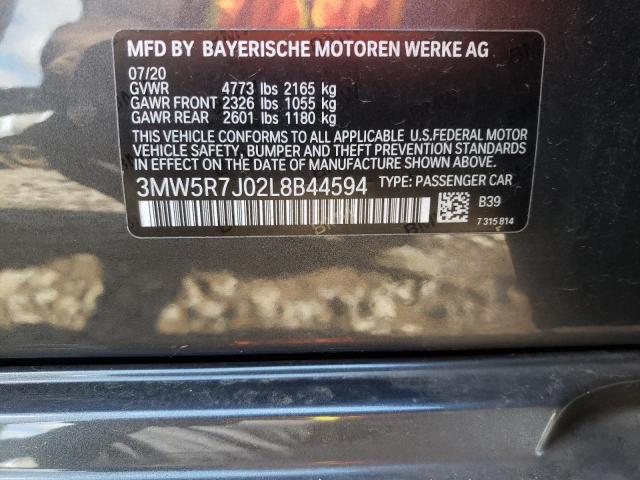 MFD BY BAYERISCHE MOTOREN WERKE AG
07/20
GVWR 4773 lbs 2165 kg
GAWR FRONT 2326 lbs 1055 kg
GAWR REAR 2601 lbs 1180 kg
THIS VEHICLE CONFORMS TO ALL APPLICABLE U.S.FEDERAL MOTOR
VEHICLE SAFETY, BUMPER AND THEFT PREVENTION STANDARDS
IN EFFECT ON THE DATE OF MANUFACTURE SHOWN ABOVE.
3MW5R7J02L8B44594 TYPE: PASSENGER CAR
B39
7 315 814